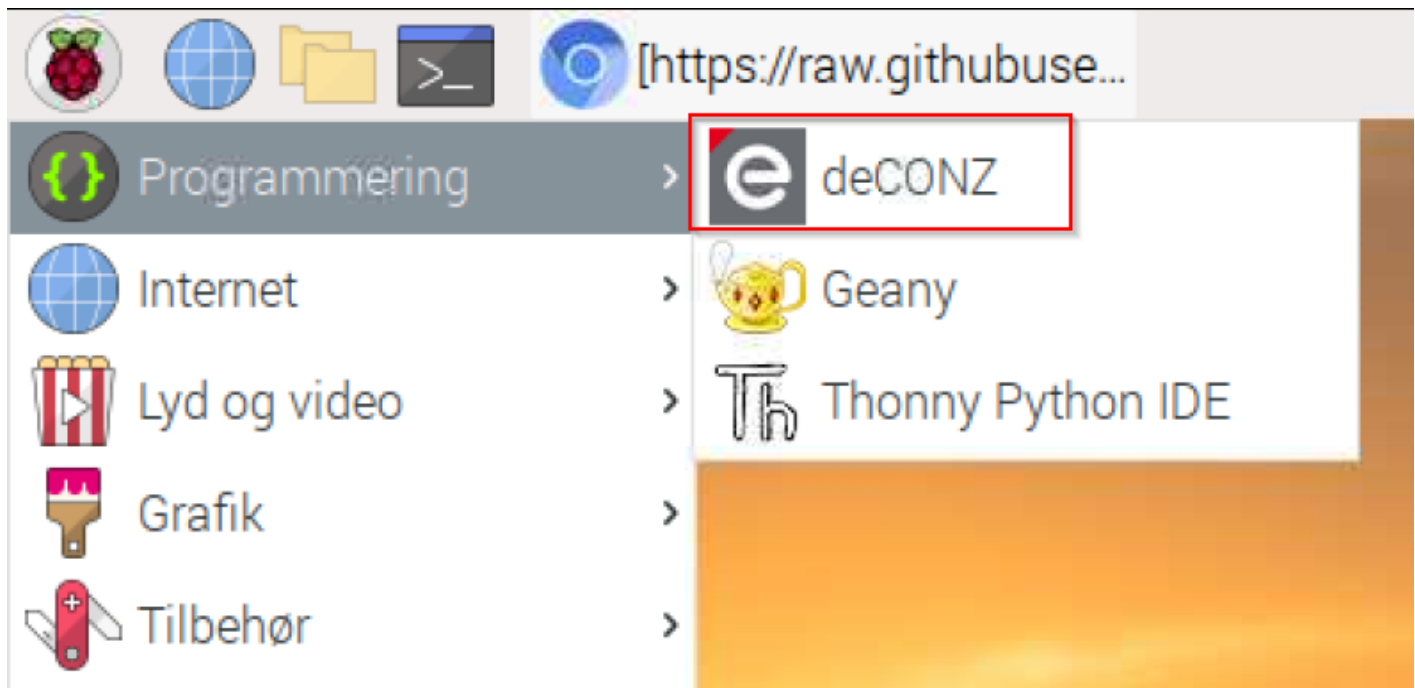 [https://raw.githubuse...
Programmering
Internet
Lyd og video
Grafik
Tilbehør
deCONZ
Geany
Thonny Python IDE